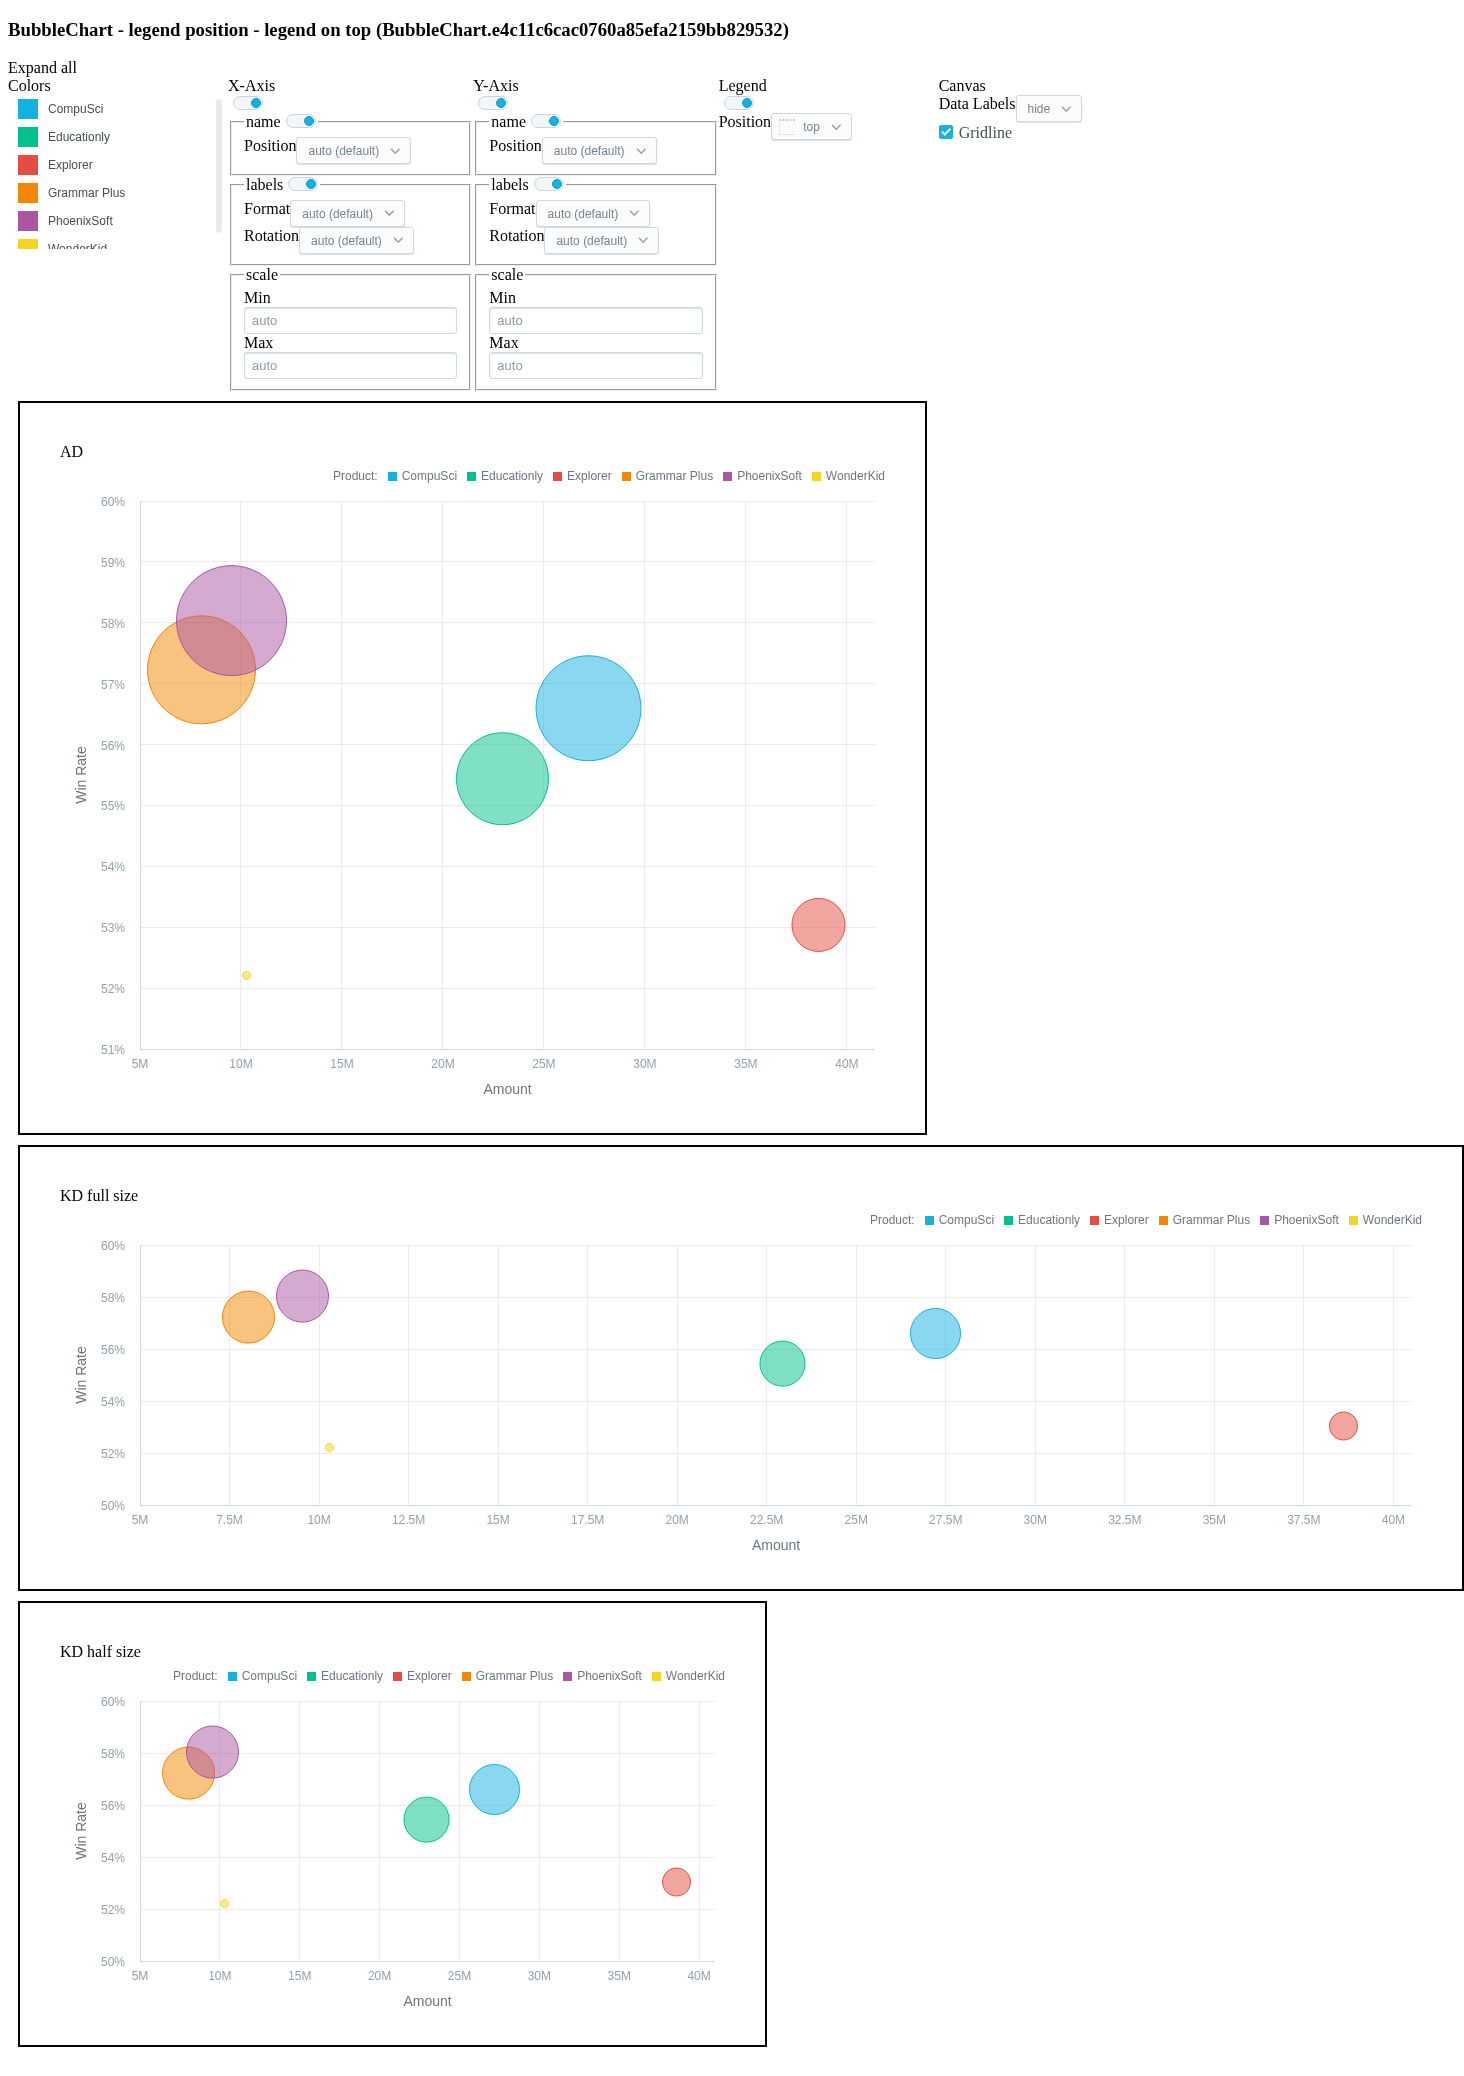 BubbleChart - legend position - legend on top (BubbleChart.e4c11c6cac0760a85efa2159bb829532)
Expand all
Colors
CompuSci
Educationly
Explorer
Grammar Plus
PhoenixSoft
WonderKid
X-Axis
name
Position auto (default)
labels
Format auto (default)
Rotation auto (default)
scale
Min
auto
Max
auto
Y-Axis
name
Position auto (default)
labels
Format auto (default)
Rotation auto (default)
scale
Min
auto
Max
auto
Legend
Position top
Canvas
Data Labels hide
Gridline
AD
Product: CompuSci Educationly Explorer Grammar Plus PhoenixSoft WonderKid
60%
59%
58%
57%
56%
55%
54%
53%
52%
51%
Win Rate
5M 10M 15M 20M 25M 30M 35M 40M
Amount
KD full size
Product: CompuSci Educationly Explorer Grammar Plus PhoenixSoft WonderKid
60%
58%
56%
54%
52%
50%
Win Rate
5M 7.5M 10M 12.5M 15M 17.5M 20M 22.5M 25M 27.5M 30M 32.5M 35M 37.5M 40M
Amount
KD half size
Product: CompuSci Educationly Explorer Grammar Plus PhoenixSoft WonderKid
60%
58%
56%
54%
52%
50%
Win Rate
5M 10M 15M 20M 25M 30M 35M 40M
Amount